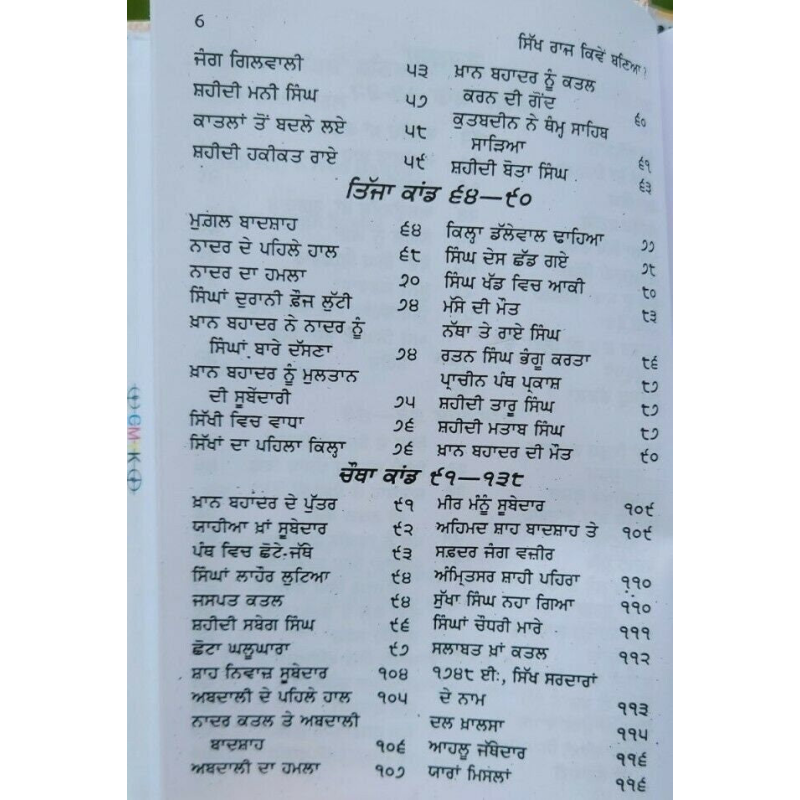 6
ਸਿੱਖ ਰਾਜ ਕਿਵੇਂ ਬਣਿਆ ?
ਜੰਗ ਗਿਲਵਾਲੀ ੫੩
ਸ਼ਹੀਦੀ ਮਨੀ ਸਿੰਘ ੫੭
ਕਾਤਲਾਂ ਤੋਂ ਬਦਲੇ ਲਏ ੫੮
ਸ਼ਹੀਦੀ ਹਕੀਕਤ ਰਾਏ ੫੯
ਖ਼ਾਨ ਬਹਾਦਰ ਨੂੰ ਕਤਲ
ਕਰਨ ਦੀ ਗੋਂਦ ੬੦
ਕੁਤਬਦੀਨ ਨੇ ਥੰਮ੍ਹ ਸਾਹਿਬ
ਸਾੜਿਆ ੬੧
ਸ਼ਹੀਦੀ ਬੋਤਾ ਸਿੰਘ ੬੩
ਤਿੱਜਾ ਕਾਂਡ ੬੪—੯੦
ਮੁਗ਼ਲ ਬਾਦਸ਼ਾਹ ੬੪
ਨਾਦਰ ਦੇ ਪਹਿਲੇ ਹਾਲ ੬੮
ਨਾਦਰ ਦਾ ਹਮਲਾ ੭੦
ਸਿੰਘਾਂ ਦੁਰਾਨੀ ਫ਼ੌਜ ਲੁੱਟੀ ੭੪
ਖ਼ਾਨ ਬਹਾਦਰ ਨੇ ਨਾਦਰ ਨੂੰ
ਸਿੰਘਾਂ ਬਾਰੇ ਦੱਸਣਾ ੭੪
ਖ਼ਾਨ ਬਹਾਦਰ ਨੂੰ ਮੁਲਤਾਨ
ਦੀ ਸੂਬੇਦਾਰੀ ੭੫
ਸਿੱਖੀ ਵਿਚ ਵਾਧਾ ੭੬
ਸਿੱਖਾਂ ਦਾ ਪਹਿਲਾ ਕਿਲ੍ਹਾ ੭੬
ਕਿਲ੍ਹਾ ਡੱਲੇਵਾਲ ਢਾਹਿਆ ੭੭
ਸਿੰਘ ਦੇਸ ਛੱਡ ਗਏ ੭੮
ਸਿੰਘ ਖੱਡ ਵਿਚ ਆਕੀ ੮੦
ਮੱਸੇ ਦੀ ਮੌਤ ੮੩
ਨੱਥਾ ਤੇ ਰਾਏ ਸਿੰਘ
ਰਤਨ ਸਿੰਘ ਭੰਗੂ ਕਰਤਾ ੮੬
ਪ੍ਰਾਚੀਨ ਪੰਥ ਪ੍ਰਕਾਸ਼ ੮੭
ਸ਼ਹੀਦੀ ਤਾਰੂ ਸਿੰਘ ੮੭
ਸ਼ਹੀਦੀ ਮਤਾਬ ਸਿੰਘ ੮੭
ਖ਼ਾਨ ਬਹਾਦਰ ਦੀ ਮੌਤ ੯੦
ਚੌਥਾ ਕਾਂਡ ੯੧—੧੩੮
ਖ਼ਾਨ ਬਹਾਂਦਰ ਦੇ ਪੁੱਤਰ ੯੧
ਯਾਹੀਆ ਖ਼ਾਂ ਸੂਬੇਦਾਰ ੯੨
ਪੰਥ ਵਿਚ ਛੋਟੇ-ਜੱਥੇ ੯੩
ਸਿੰਘਾਂ ਲਾਹੌਰ ਲੁਟਿਆ ੯੪
ਜਸਪਤ ਕਤਲ ੯੪
ਸ਼ਹੀਦੀ ਸਬੇਗ ਸਿੰਘ ੯੬
ਛੋਟਾ ਘਲੂਘਾਰਾ ੯੭
ਸ਼ਾਹ ਨਿਵਾਜ਼ ਸੂਬੇਦਾਰ ੧੦੪
ਅਬਦਾਲੀ ਦੇ ਪਹਿਲੇ ਹਾਲ ੧੦੫
ਨਾਦਰ ਕਤਲ ਤੇ ਅਬਦਾਲੀ
ਬਾਦਸ਼ਾਹ ੧੦੬
ਅਬਦਾਲੀ ਦਾ ਹਮਲਾ ੧੦੭
ਮੀਰ ਮੰਨੂੰ ਸੂਬੇਦਾਰ ੧੦੯
ਅਹਿਮਦ ਸ਼ਾਹ ਬਾਦਸ਼ਾਹ ਤੇ ੧੦੯
ਸਫ਼ਦਰ ਜੰਗ ਵਜ਼ੀਰ
ਅੰਮ੍ਰਿਤਸਰ ਸ਼ਾਹੀ ਪਹਿਰਾ ੧੧੦
ਸੁੱਖਾ ਸਿੰਘ ਨਹਾ ਗਿਆ ੧੧੦
ਸਿੰਘਾਂ ਚੌਧਰੀ ਮਾਰੇ ੧੧੧
ਸਲਾਬਤ ਖ਼ਾਂ ਕਤਲ ੧੧੨
੧੭੪੮ ਈ:, ਸਿੱਖ ਸਰਦਾਰਾਂ
ਦੇ ਨਾਮ ੧੧੩
ਦਲ ਖ਼ਾਲਸਾ ੧੧੫
ਆਹਲੂ ਜੱਥੇਦਾਰ ੧੧੬
ਯਾਰਾਂ ਮਿਸਲਾਂ ੧੧੬
CM K